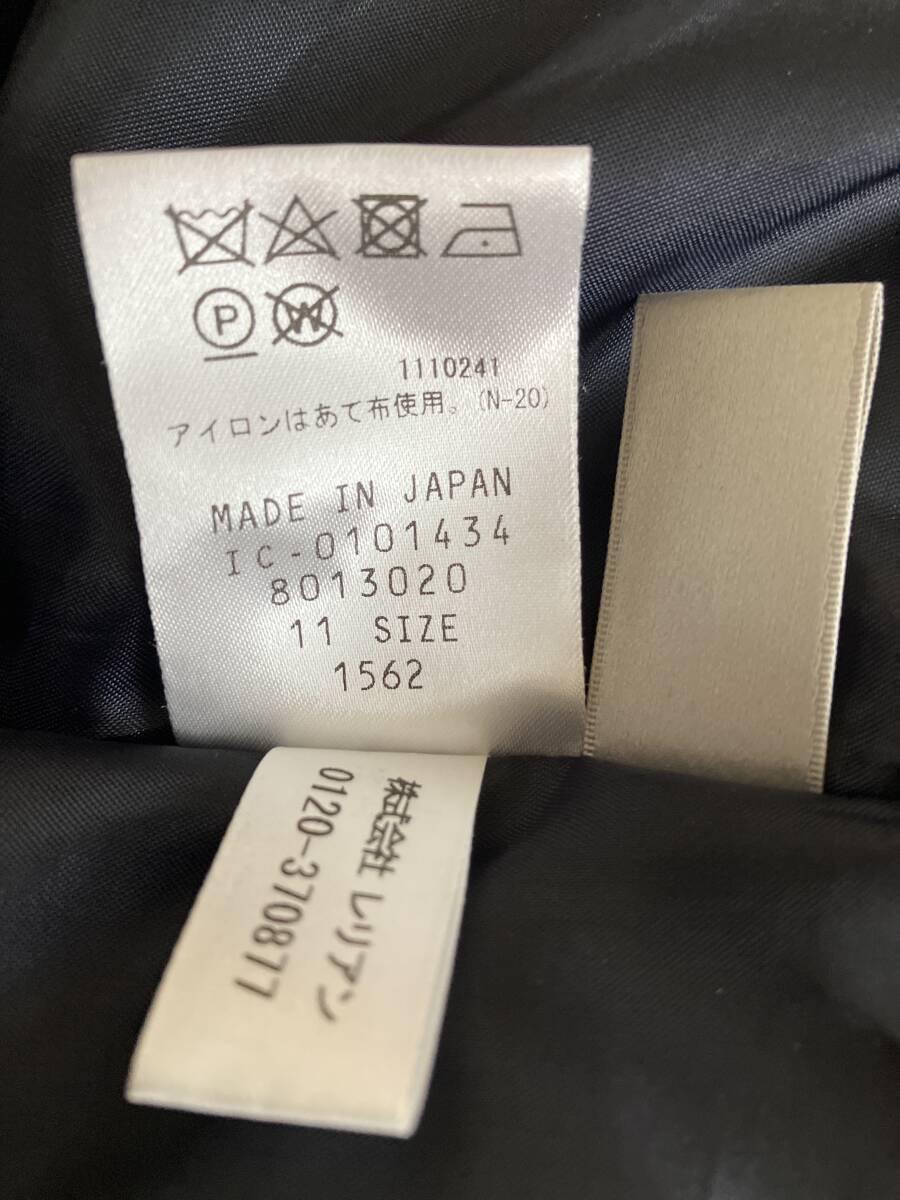 P
W
1110241
アイロンはあて布使用。(N-20)
MADE IN JAPAN
IC-0101434
8013020
11 SIZE
1562
株式会社 レリアン
0120-370877